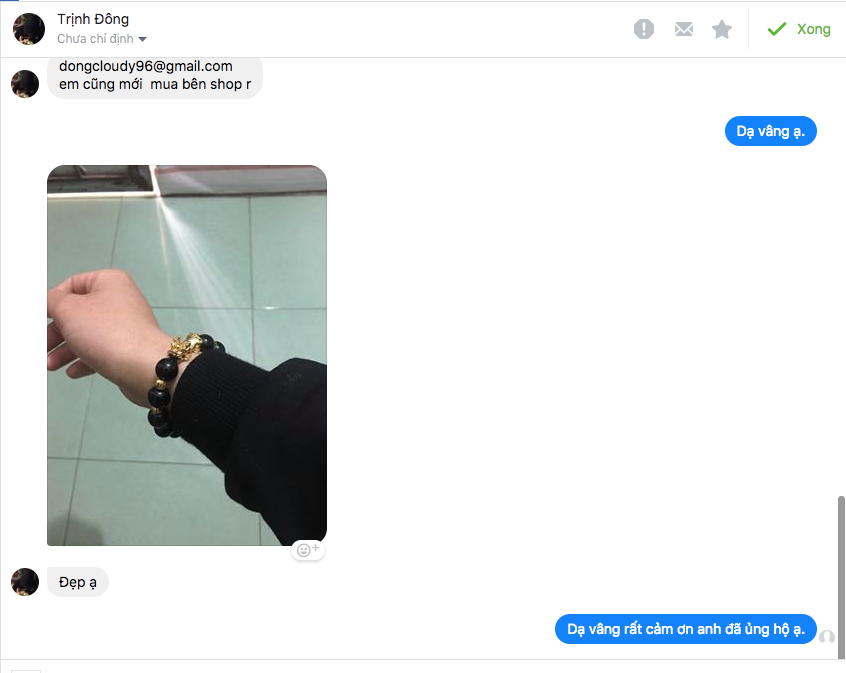 Trịnh Đông
Chưa chỉ định
Xong
dongcloudy96@gmail.com
em cũng mới mua bên shop r
Dạ vâng ạ.
Đẹp ạ
Dạ vâng rất cảm ơn anh đã ủng hộ ạ.